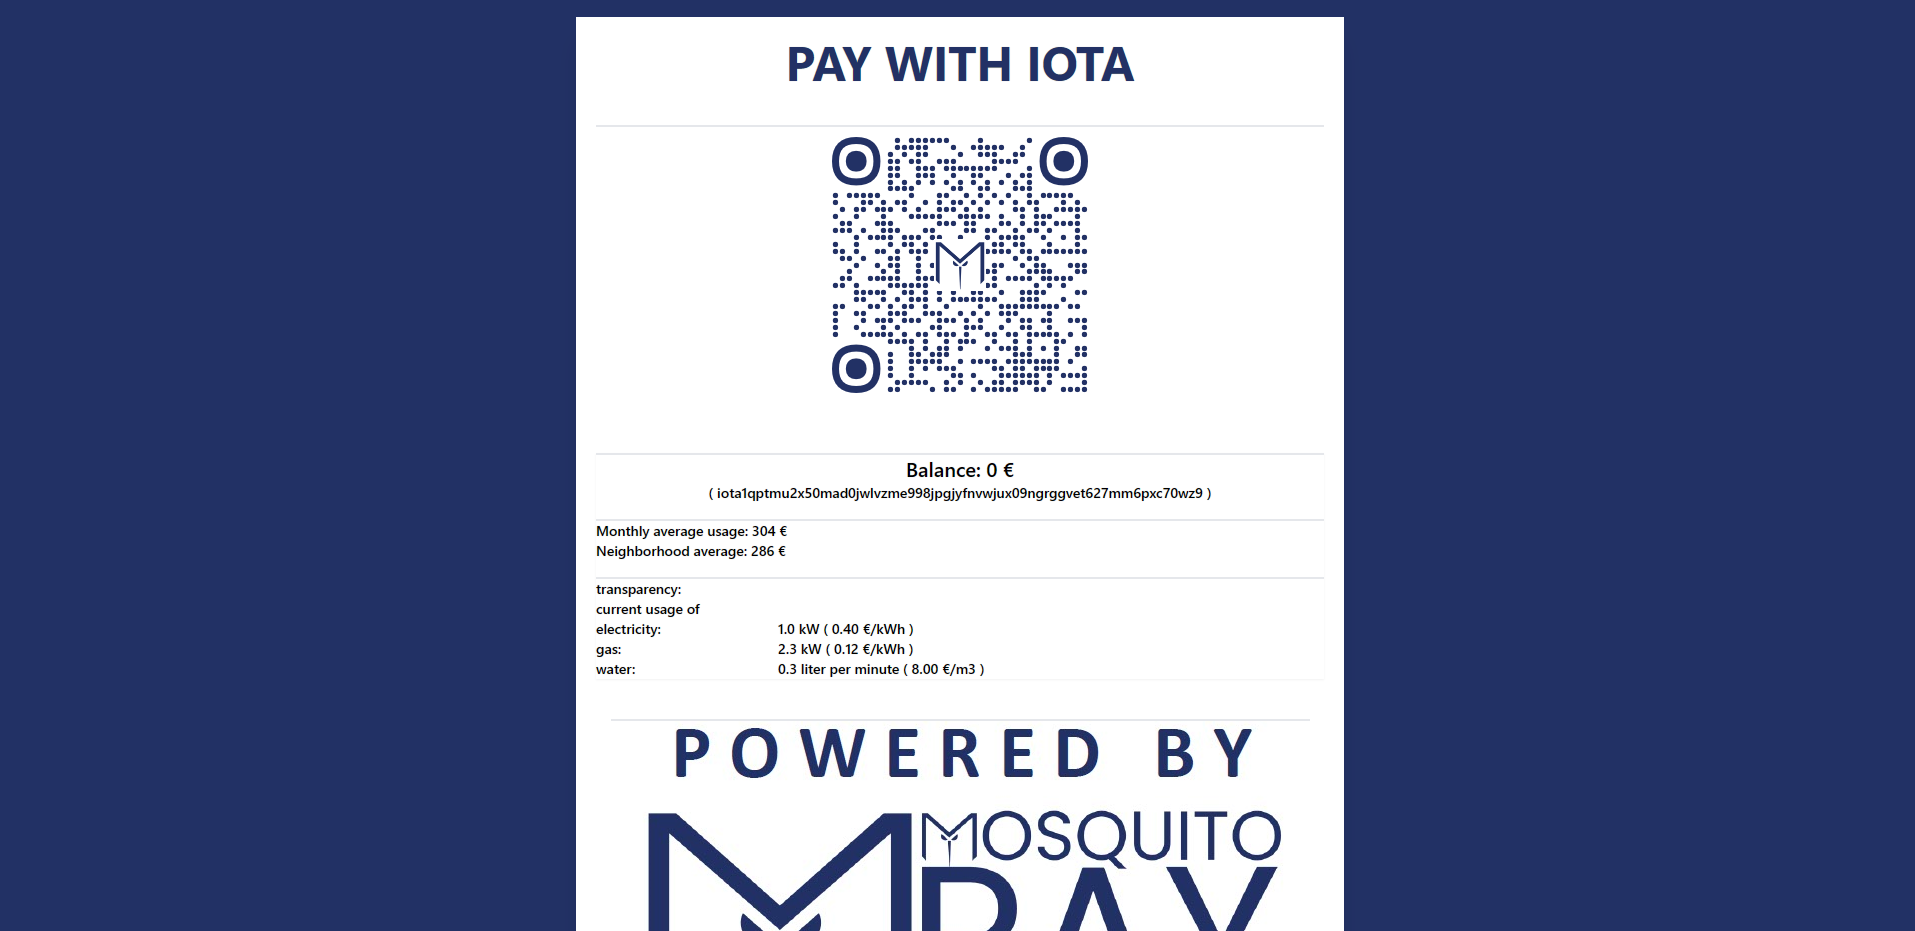 PAY WITH IOTA
Balance: 0 €
( iota1qptmu2x50mad0jwlvzme998jpgjyfnvwjux09ngrggvet627mm6pxc70wz9 )
Monthly average usage: 304 €
Neighborhood average: 286 €
transparency:
current usage of
electricity: 1.0 kW ( 0.40 €/kWh )
gas: 2.3 kW ( 0.12 €/kWh )
water: 0.3 liter per minute ( 8.00 €/m3 )
POWERED BY
MOSQUITO
PAY